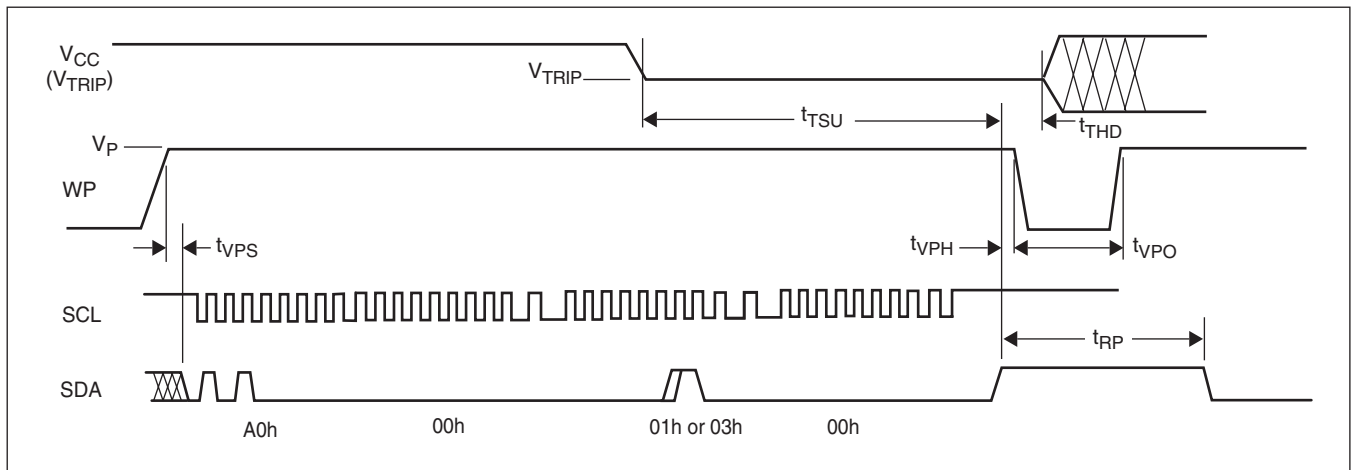 VCC
(VTRIP)
VTRIP
tTSU
tTHD
VP
WP
tVPS
tVPH
tVPO
SCL
tRP
SDA
A0h
00h
01h or 03h
00h